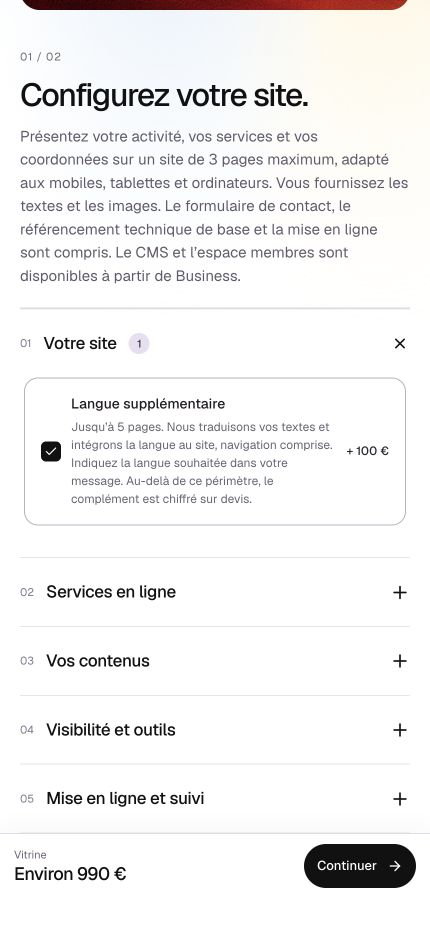 01 / 02
Configurez votre site.
Présentez votre activité, vos services et vos
coordonnées sur un site de 3 pages maximum, adapté
aux mobiles, tablettes et ordinateurs. Vous fournissez les
textes et les images. Le formulaire de contact, le
référencement technique de base et la mise en ligne
sont compris. Le CMS et l’espace membres sont
disponibles à partir de Business.
01 Votre site 1
Langue supplémentaire
Jusqu’à 5 pages. Nous traduisons vos textes et
intégrons la langue au site, navigation comprise.
Indiquez la langue souhaitée dans votre
message. Au-delà de ce périmètre, le
complément est chiffré sur devis.
+ 100 €
02 Services en ligne
03 Vos contenus
04 Visibilité et outils
05 Mise en ligne et suivi
Vitrine
Environ 990 €
Continuer